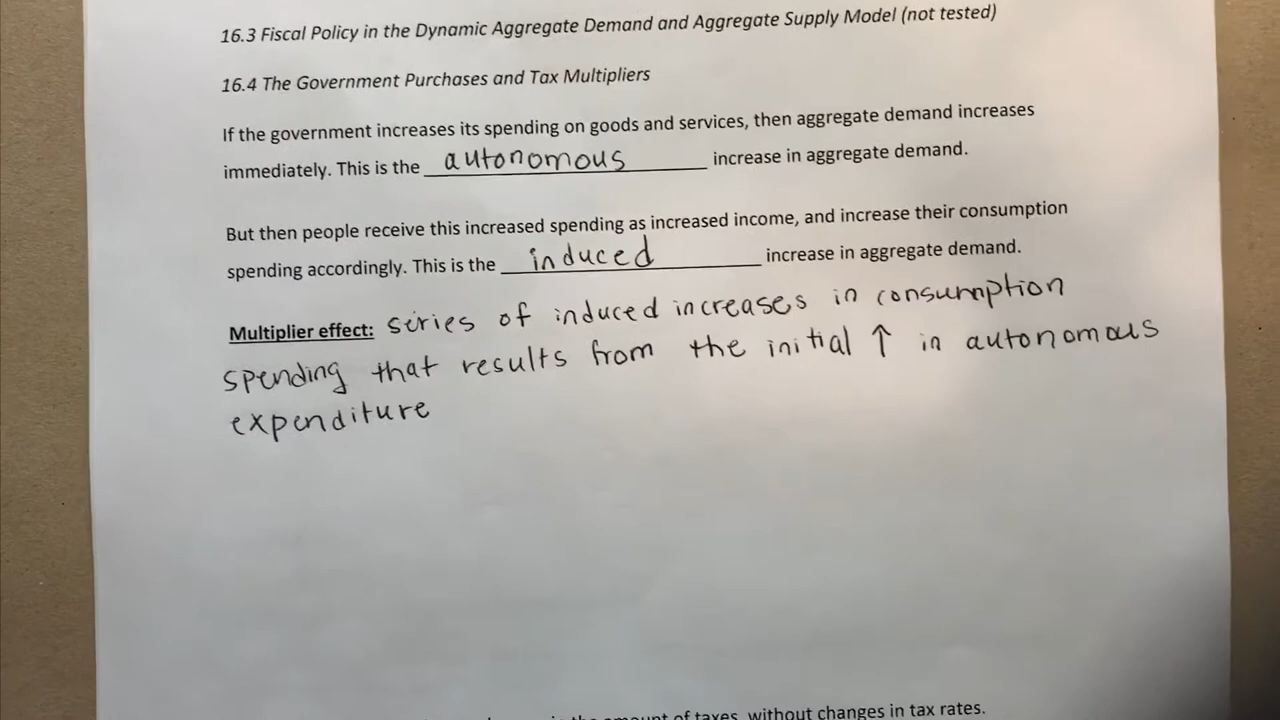 16.3 Fiscal Policy in the Dynamic Aggregate Demand and Aggregate Supply Model (not tested)
16.4 The Government Purchases and Tax Multipliers
If the government increases its spending on goods and services, then aggregate demand increases
immediately. This is the autonomous increase in aggregate demand.
But then people receive this increased spending as increased income, and increase their consumption
spending accordingly. This is the induced increase in aggregate demand.
Multiplier effect: series of induced increases in consumption
spending that results from the initial ↑ in autonomous
expenditure
amount of taxes, without changes in tax rates.